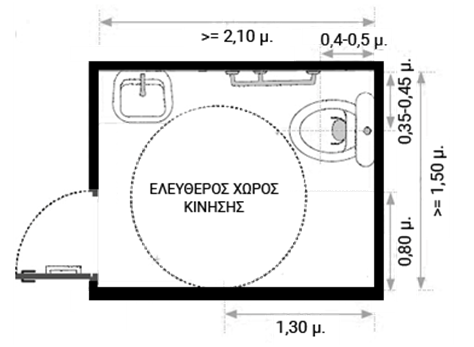 >= 2,10 μ.
0,4-0,5 μ.
0,35-0,45 μ.
>= 1,50 μ.
ΕΛΕΥΘΕΡΟΣ ΧΩΡΟΣ
ΚΙΝΗΣΗΣ
0,80 μ.
1,30 μ.